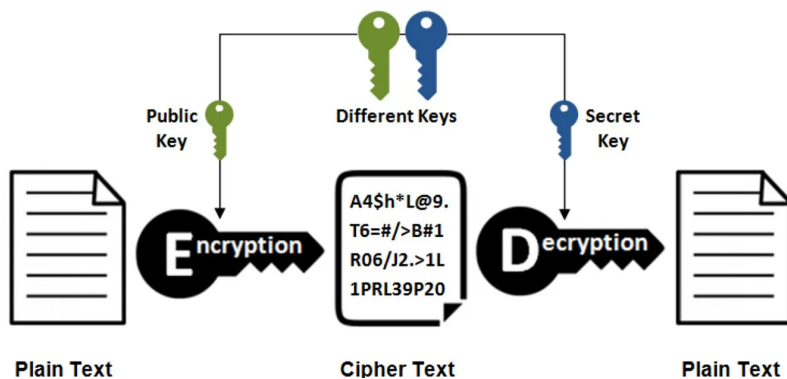 Public
Key
Different Keys
Secret
Key
Encryption
A4$h*L@9.
T6=#/>B#1
R06/J2.>1L
1PRL39P20
Decryption
Plain Text
Cipher Text
Plain Text